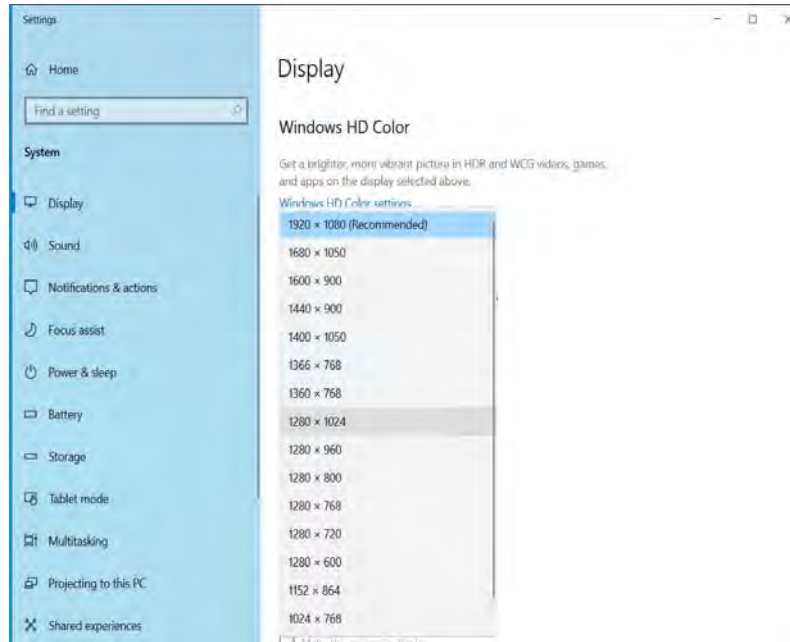 Settings
Home
Find a setting
System
Display
Sound
Notifications & actions
Focus assist
Power & sleep
Battery
Storage
Tablet mode
Multitasking
Projecting to this PC
Shared experiences
Display
Windows HD Color
Get a brighter, more vibrant picture in HDR and WCG videos, games,
and apps on the display selected above.
Windows HD Color settings
1920 × 1080 (Recommended)
1680 × 1050
1600 × 900
1440 × 900
1400 × 1050
1366 × 768
1360 × 768
1280 × 1024
1280 × 960
1280 × 800
1280 × 768
1280 × 720
1280 × 600
1152 × 864
1024 × 768